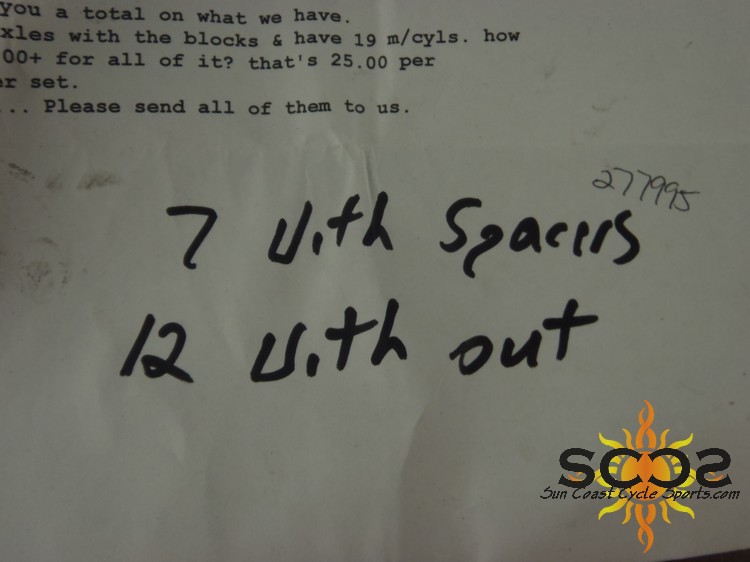 you a total on what we have.
xles with the blocks & have 19 m/cyls. how
00+ for all of it? that's 25.00 per
er set.
... Please send all of them to us.
277995
7 With Spacers
12 With out
SCCS
Sun Coast Cycle Sports.com